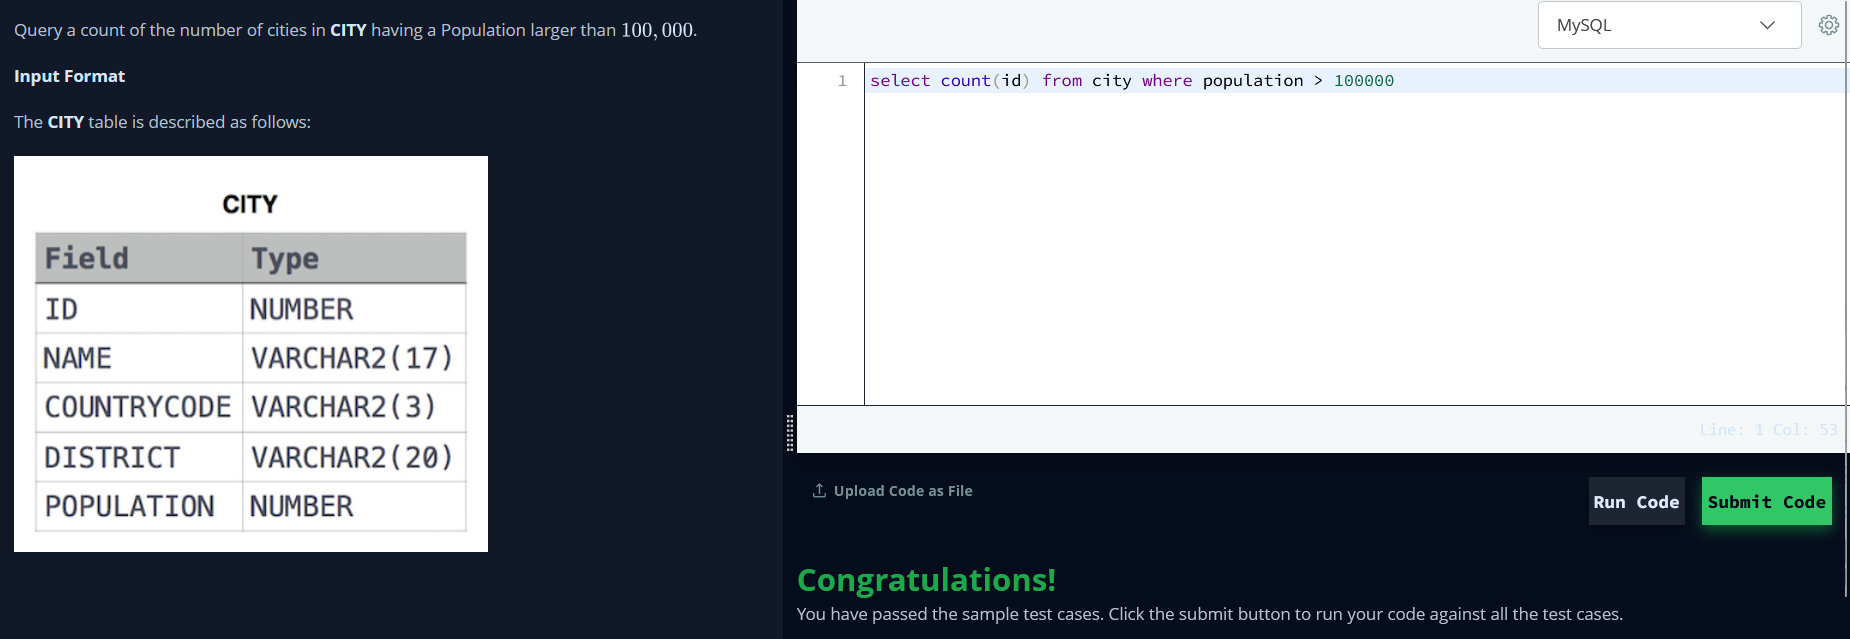 Query a count of the number of cities in CITY having a Population larger than 100, 000.
Input Format
The CITY table is described as follows:
CITY
Field Type
ID NUMBER
NAME VARCHAR2(17)
COUNTRYCODE VARCHAR2(3)
DISTRICT VARCHAR2(20)
POPULATION NUMBER
MySQL
1 select count(id) from city where population > 100000
Line: 1 Col: 53
Upload Code as File
Run Code
Submit Code
Congratulations!
You have passed the sample test cases. Click the submit button to run your code against all the test cases.